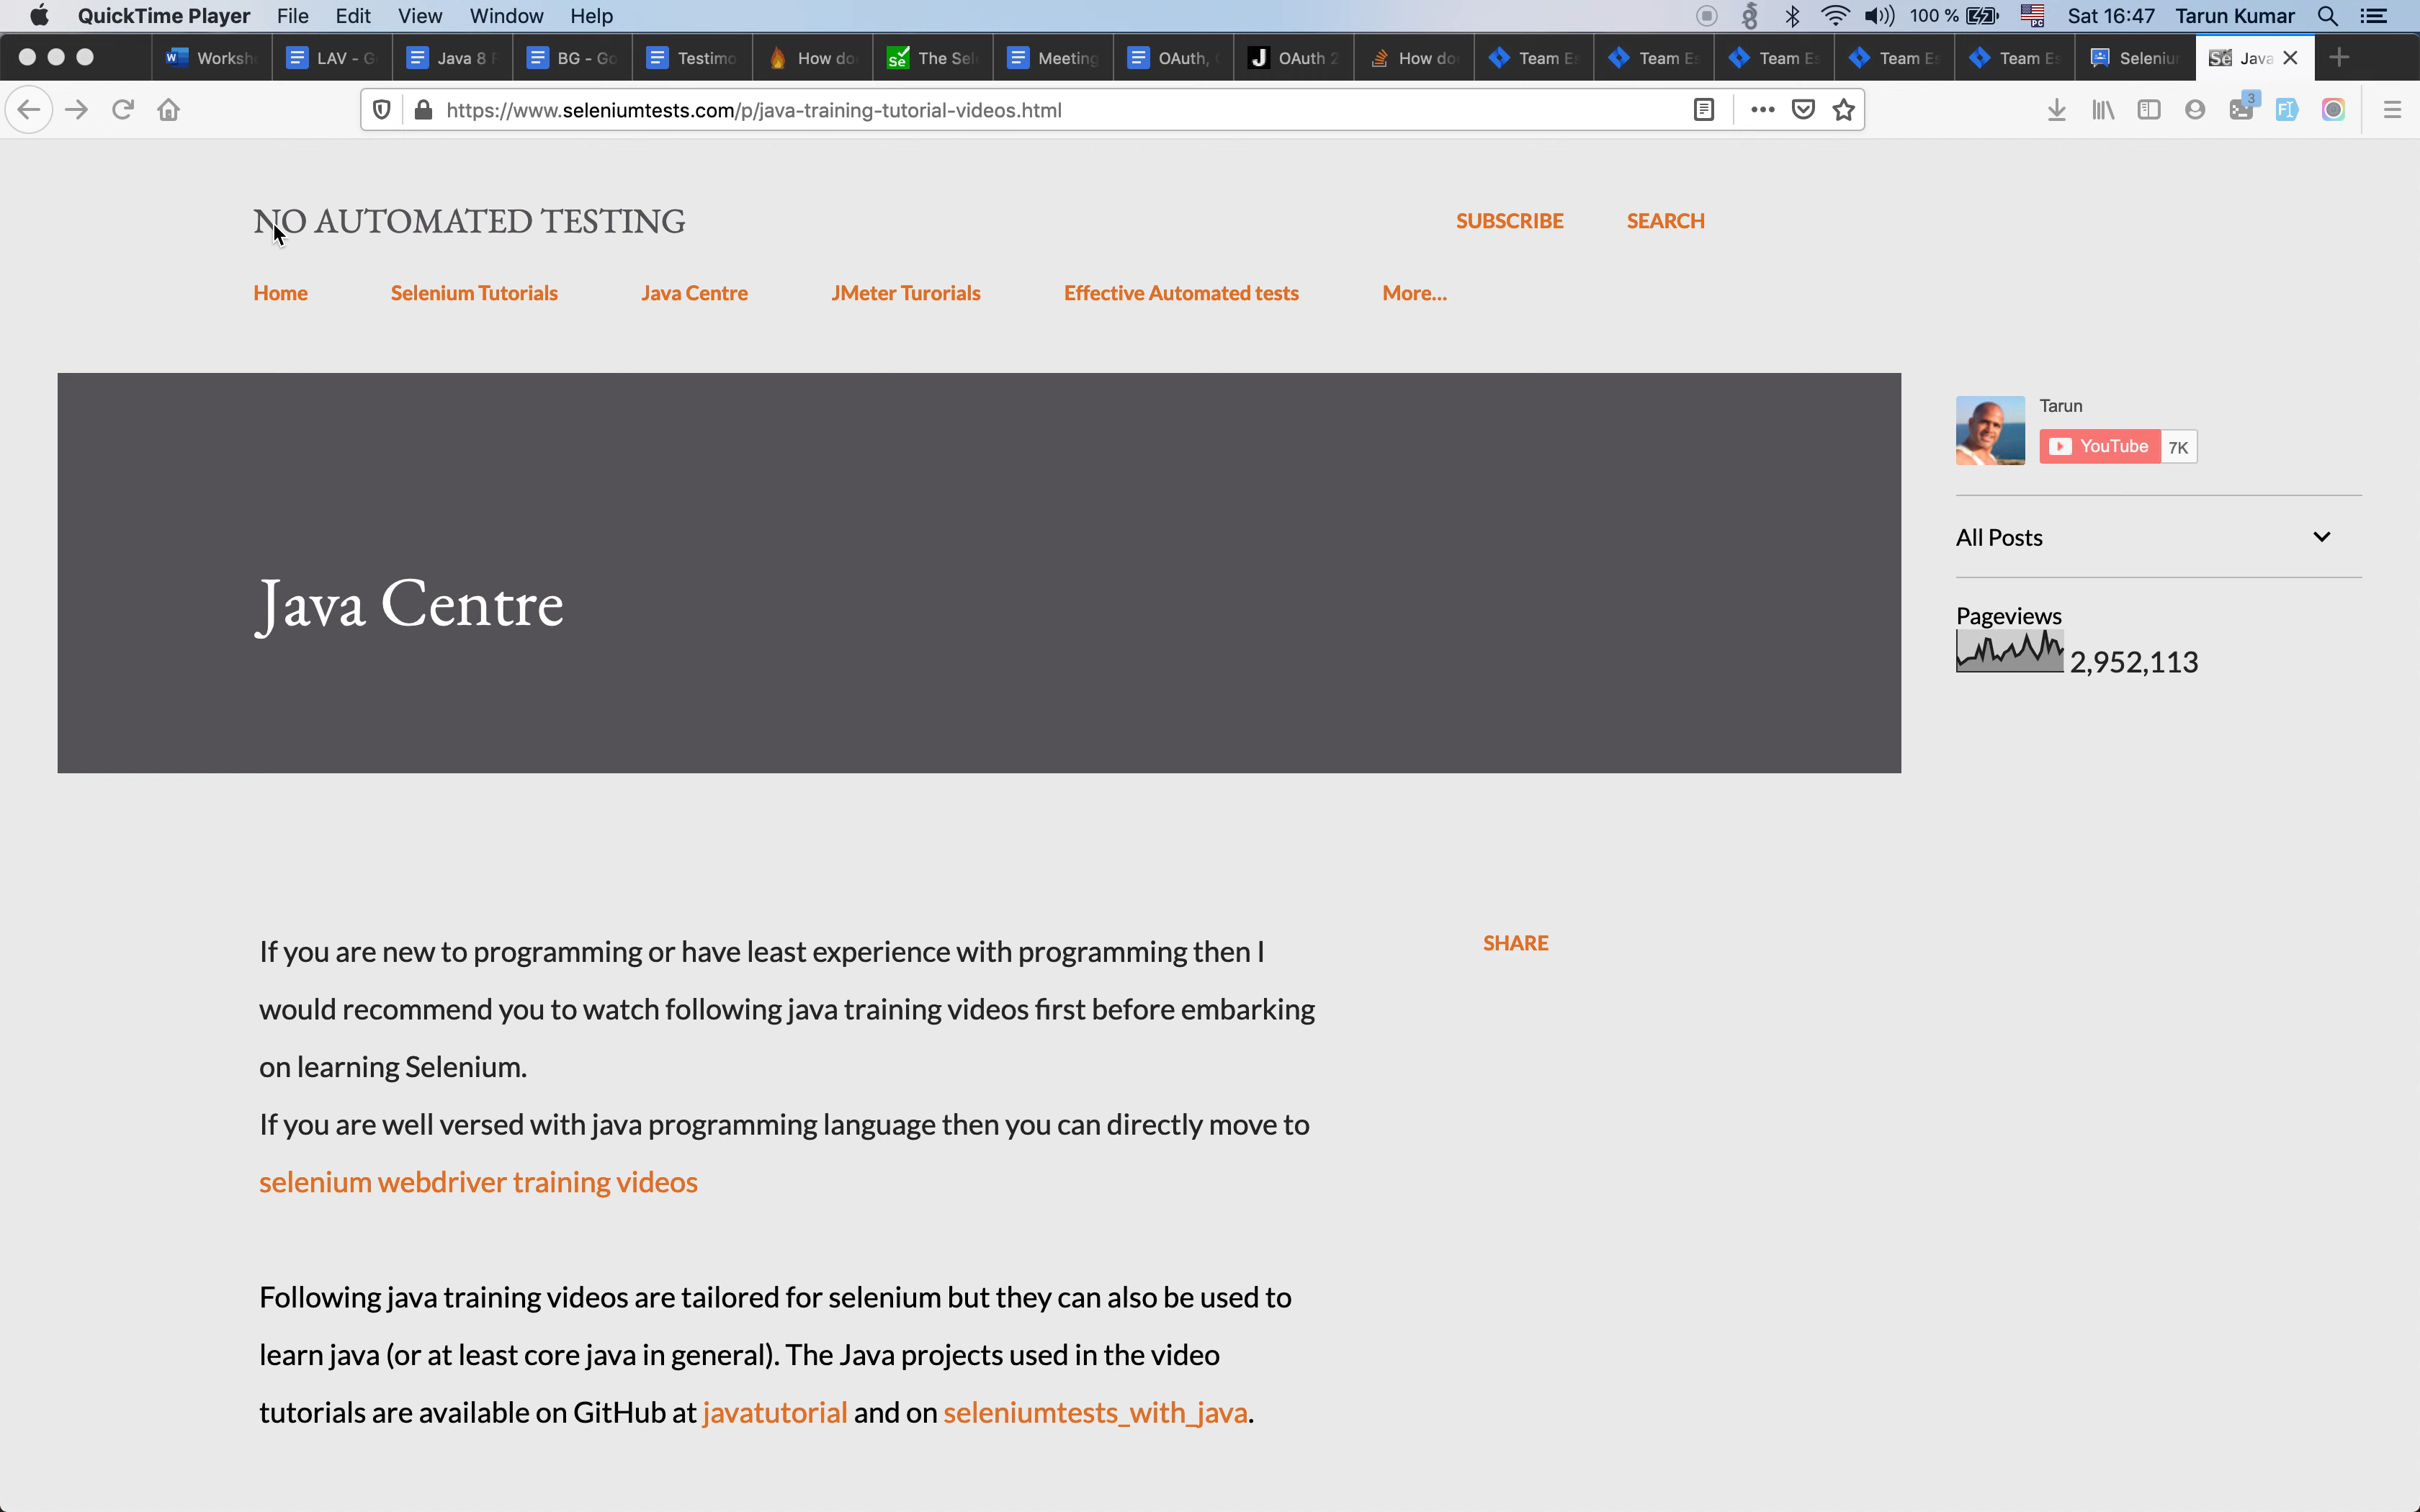 QuickTime Player File Edit View Window Help 100 % Sat 16:47 Tarun Kumar
Worksh LAV - G Java 8 F BG - Go Testimo How do The Sel Meeting OAuth, OAuth 2 How do Team Es Team Es Team Es Team Es Team Es Seleniu Java
https://www.seleniumtests.com/p/java-training-tutorial-videos.html 3
NO AUTOMATED TESTING SUBSCRIBE SEARCH
Home Selenium Tutorials Java Centre JMeter Turorials Effective Automated tests More...
Tarun
YouTube 7K
All Posts
Java Centre
Pageviews
2,952,113
If you are new to programming or have least experience with programming then I
would recommend you to watch following java training videos first before embarking
on learning Selenium.
If you are well versed with java programming language then you can directly move to
selenium webdriver training videos
SHARE
Following java training videos are tailored for selenium but they can also be used to
learn java (or at least core java in general). The Java projects used in the video
tutorials are available on GitHub at javatutorial and on seleniumtests_with_java.